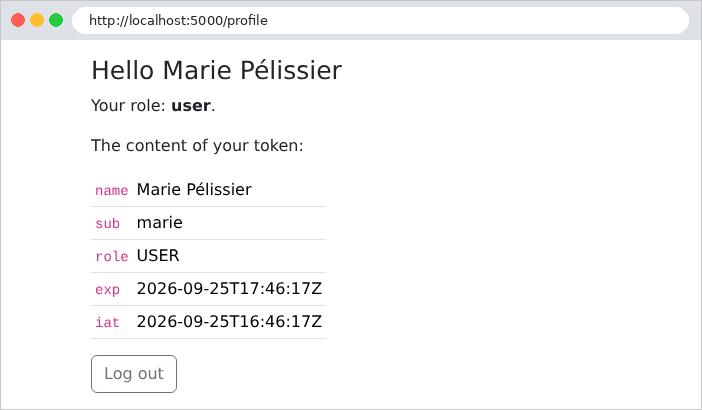 http://localhost:5000/profile
Hello Marie Pélissier
Your role: user.
The content of your token:
name Marie Pélissier
sub marie
role USER
exp 2026-09-25T17:46:17Z
iat 2026-09-25T16:46:17Z
Log out